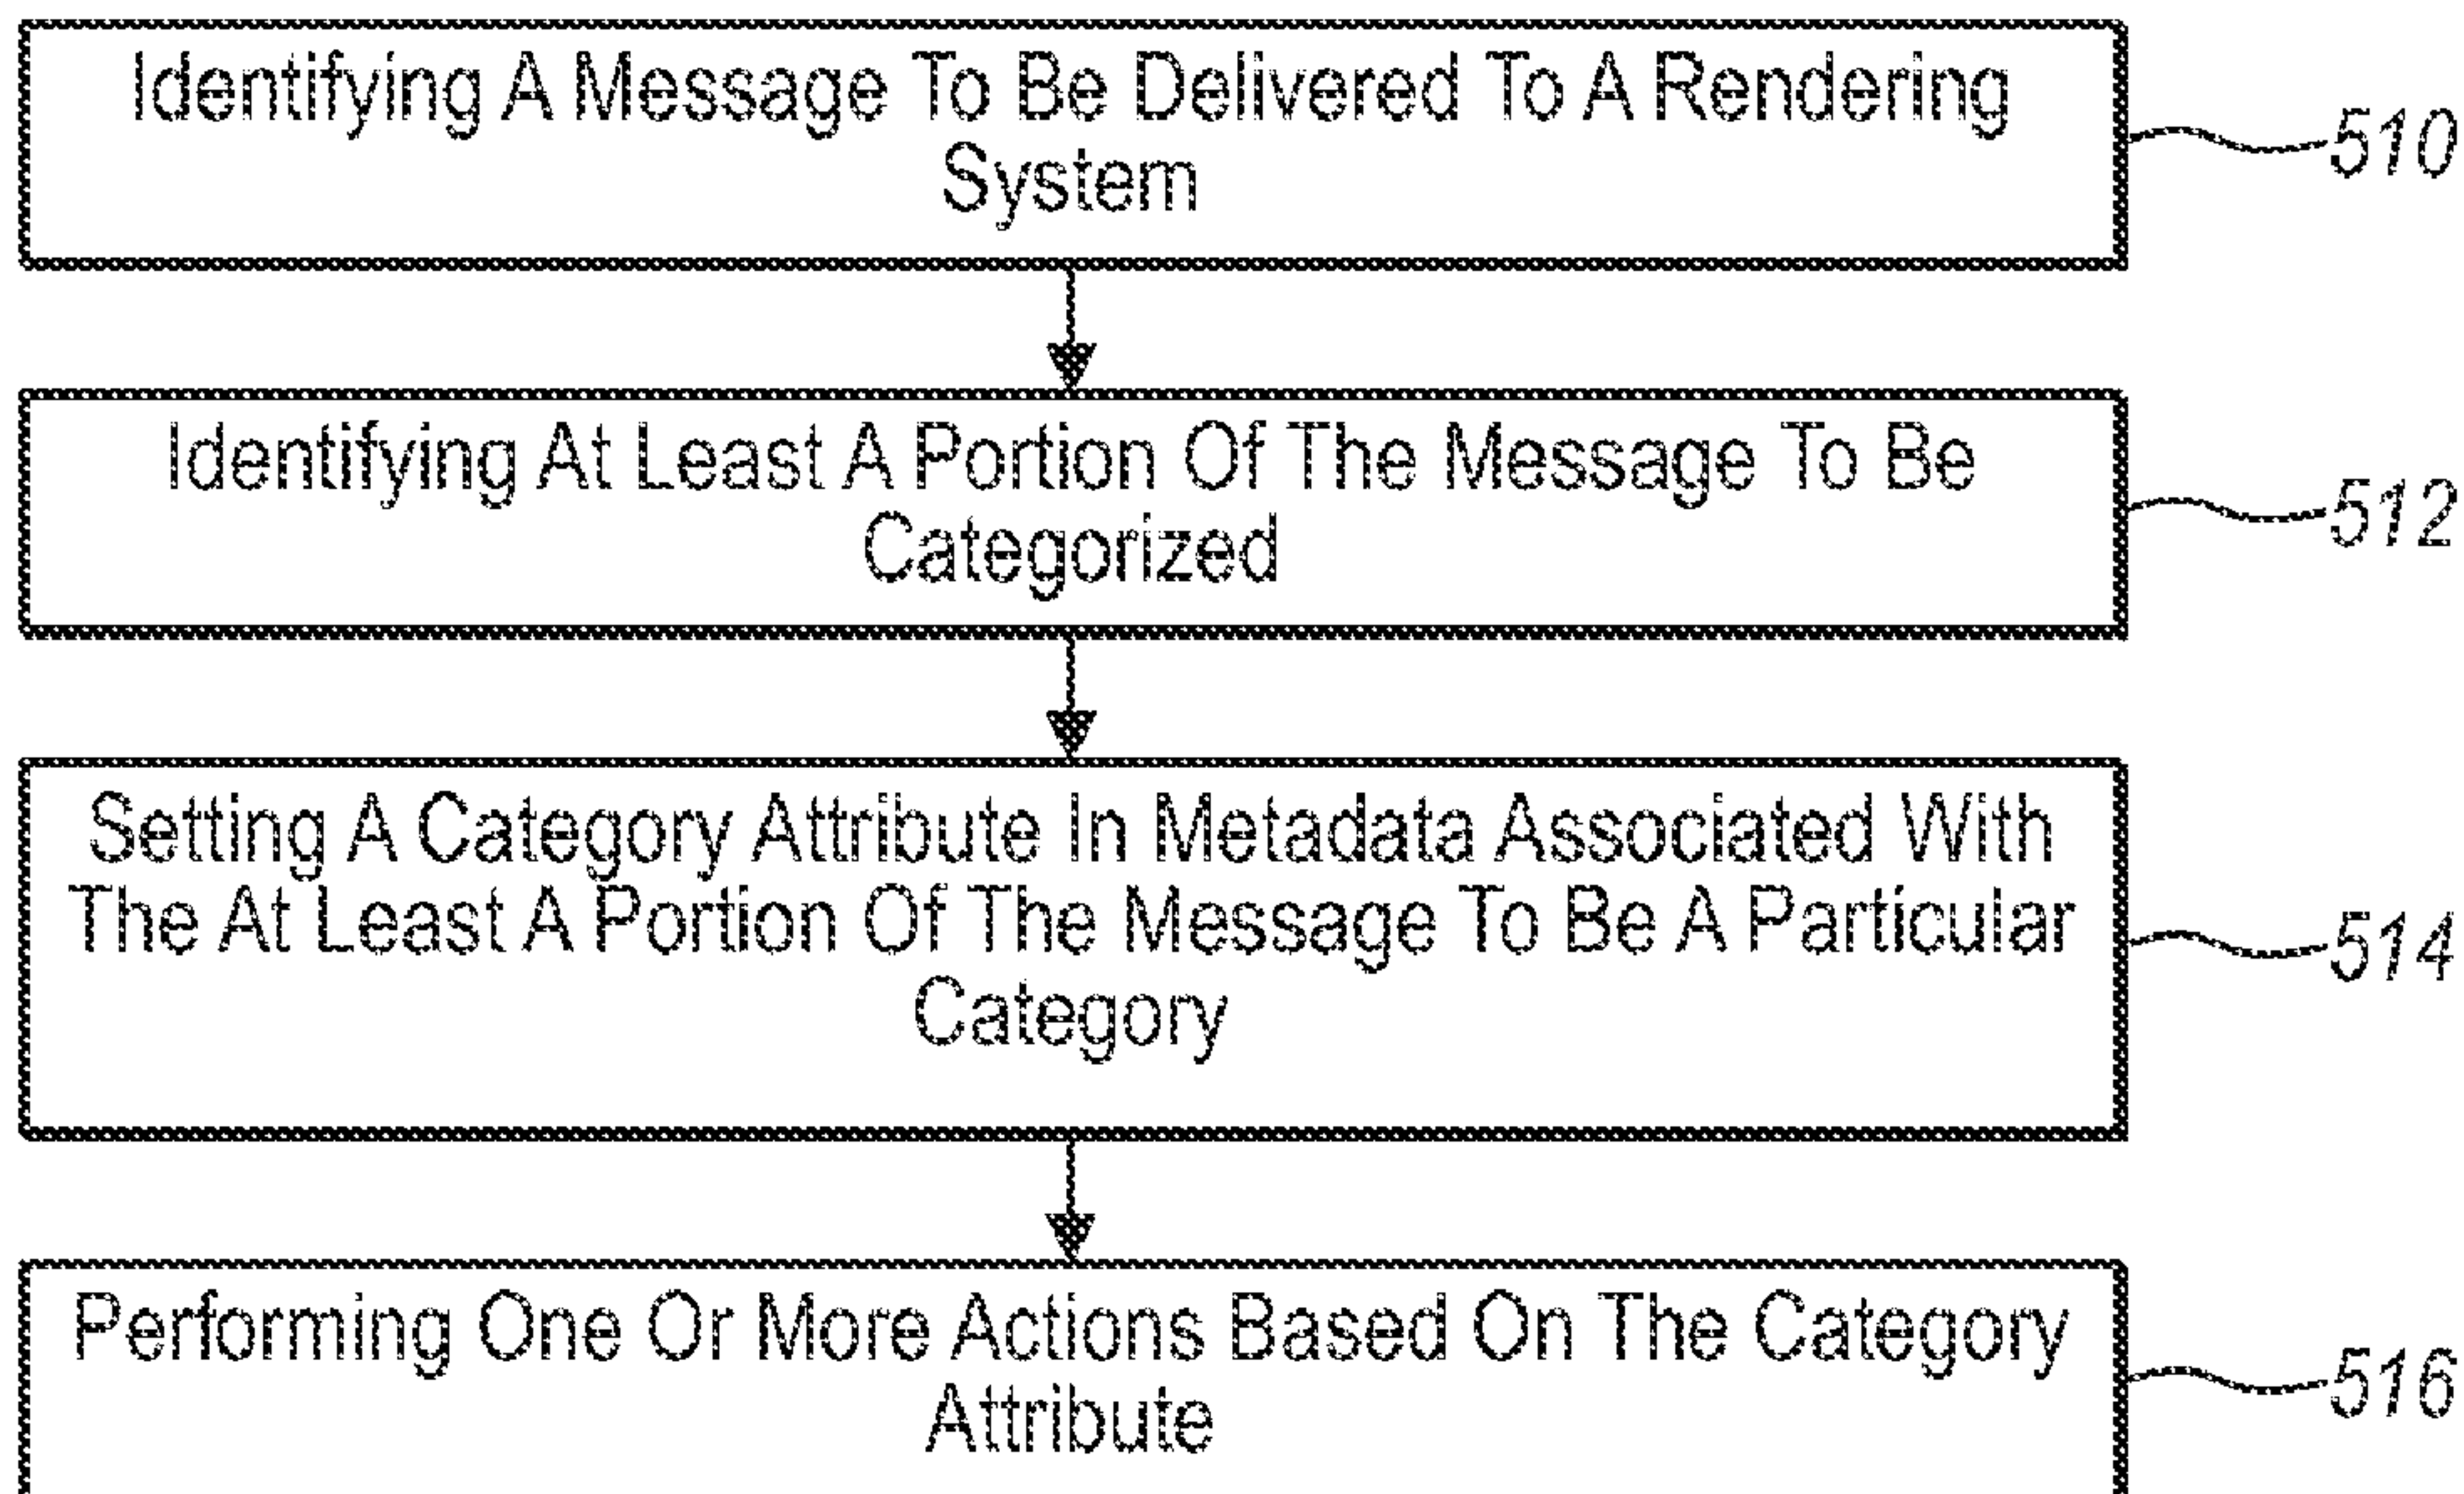 Identifying A Message To Be Delivered To A Rendering
System
510
Identifying At Least A Portion Of The Message To Be
Categorized
512
Setting A Category Attribute In Metadata Associated With
The At Least A Portion Of The Message To Be A Particular
Category
514
Performing One Or More Actions Based On The Category
Attribute
516